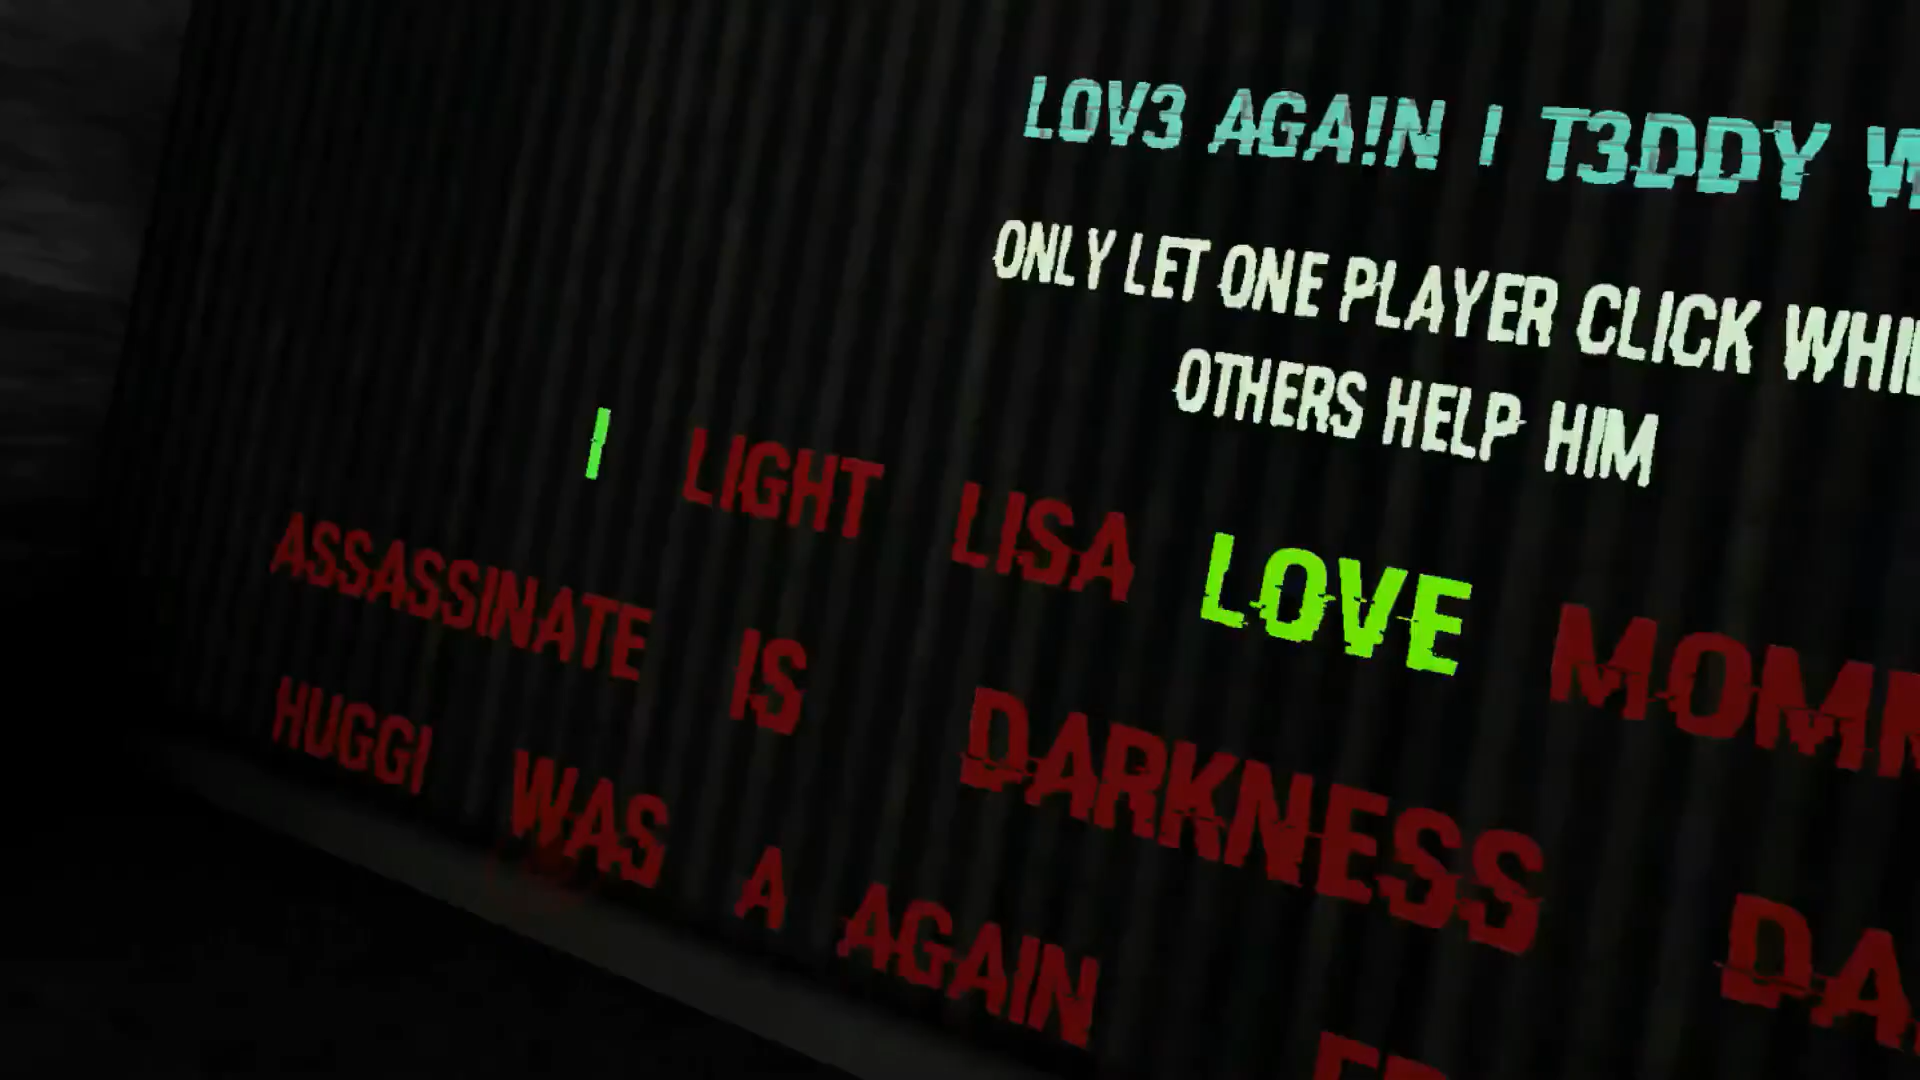 LOV3 AGA!N I T3DDY
ONLY LET ONE PLAYER CLICK
OTHERS HELP HIM
I LIGHT LISA LOVE
ASSASSINATE IS DARKNESS
HUGGI WAS A AGAIN